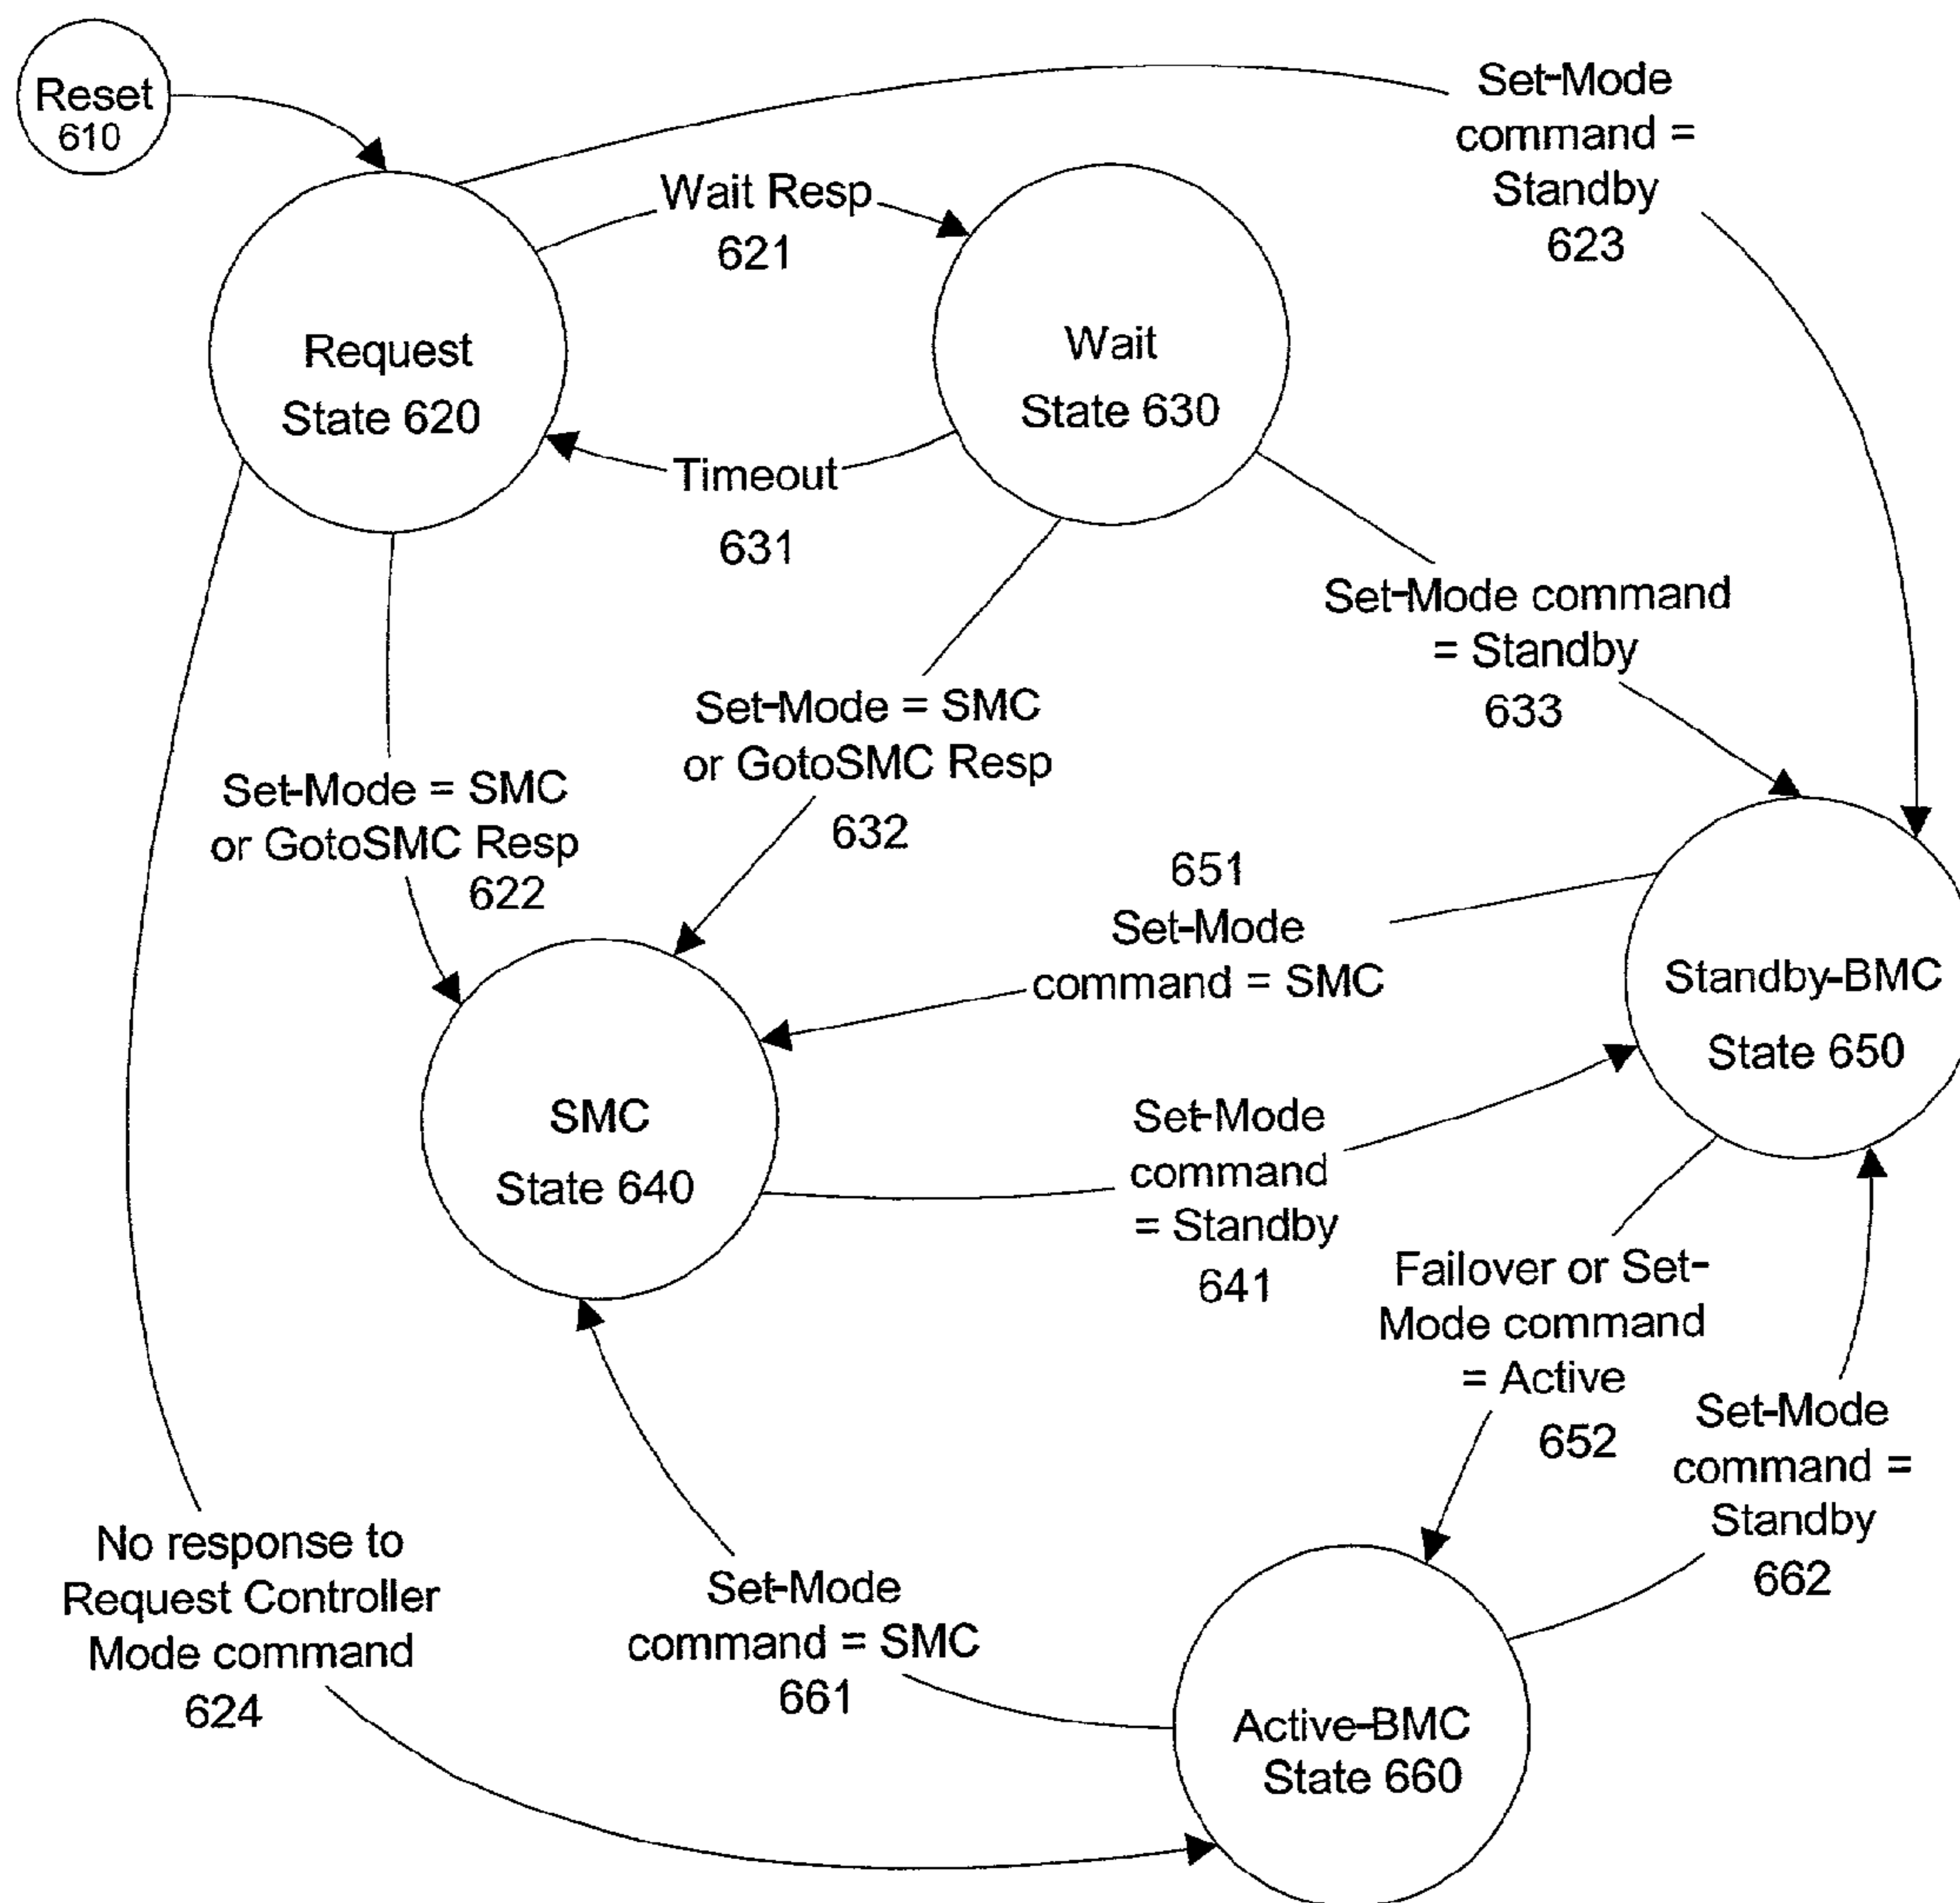 Reset
610
Set-Mode
command =
Standby
623
Wait Resp
621
Request
State 620
Wait
State 630
Timeout
631
Set-Mode command
= Standby
633
Set-Mode = SMC
or GotoSMC Resp
632
Set-Mode = SMC
or GotoSMC Resp
622
651
Set-Mode
command = SMC
Standby-BMC
State 650
SMC
State 640
Set-Mode
command
= Standby
641
Failover or Set-
Mode command
= Active
652
Set-Mode
command =
Standby
662
No response to
Request Controller
Mode command
624
Set-Mode
command = SMC
661
Active-BMC
State 660